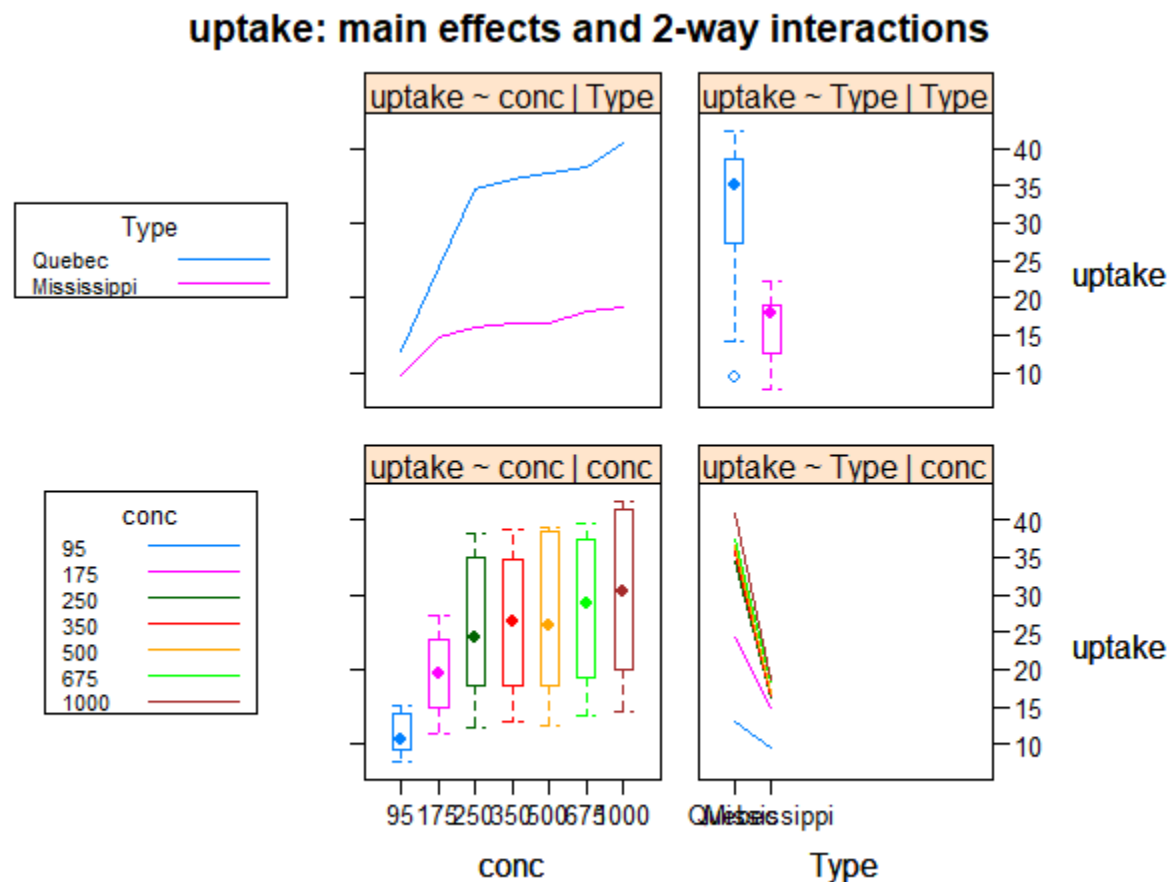 uptake: main effects and 2-way interactions
uptake ~ conc | Type
uptake ~ Type | Type
Type
Quebec
Mississippi
40
35
30
25
20
15
10
uptake
uptake ~ conc | conc
uptake ~ Type | conc
conc
95
175
250
350
500
675
1000
40
35
30
25
20
15
10
uptake
95 175 250 350 500 675 1000
Quebec Mississippi
conc
Type